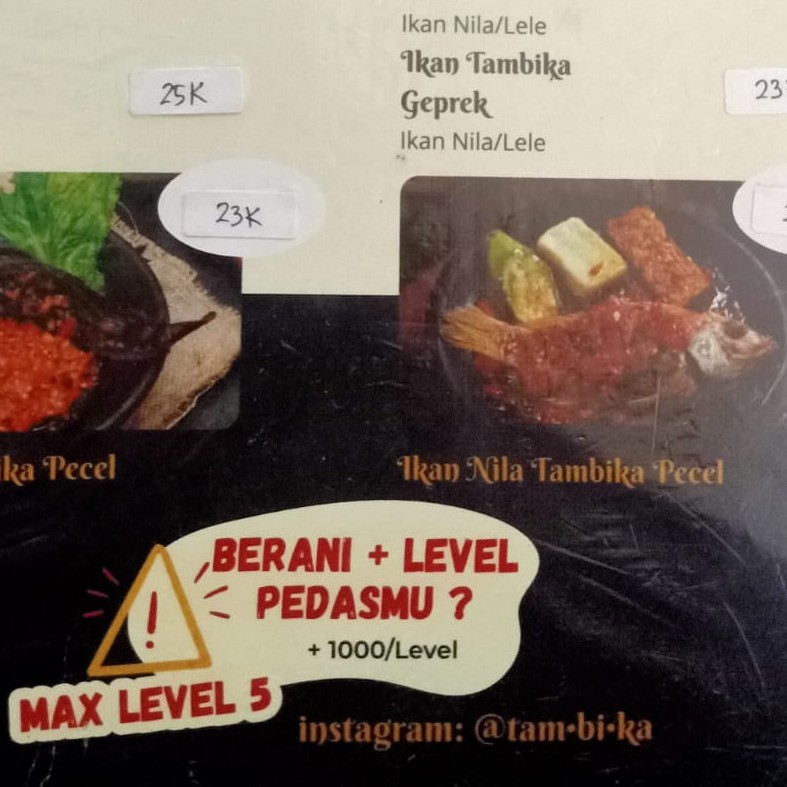 Ikan Nila/Lele
Ikan Tambika
Geprek
Ikan Nila/Lele
25K
23K
Pecel
Ikan Nila Tambika Pecel
!
BERANI + LEVEL
PEDASMU ?
+ 1000/Level
MAX LEVEL 5
instagram: @tam•bi•ka